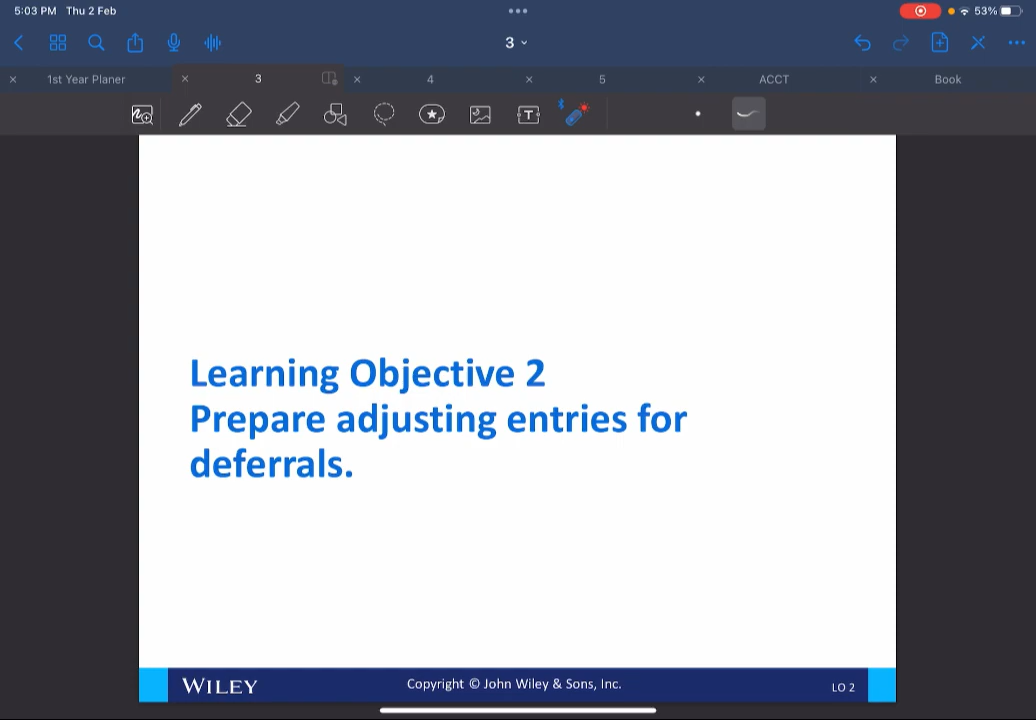 5:03 PM Thu 2 Feb
53%
3
1st Year Planer
3
4
5
ACCT
Book
T
Learning Objective 2
Prepare adjusting entries for
deferrals.
WILEY
Copyright © John Wiley & Sons, Inc.
LO 2